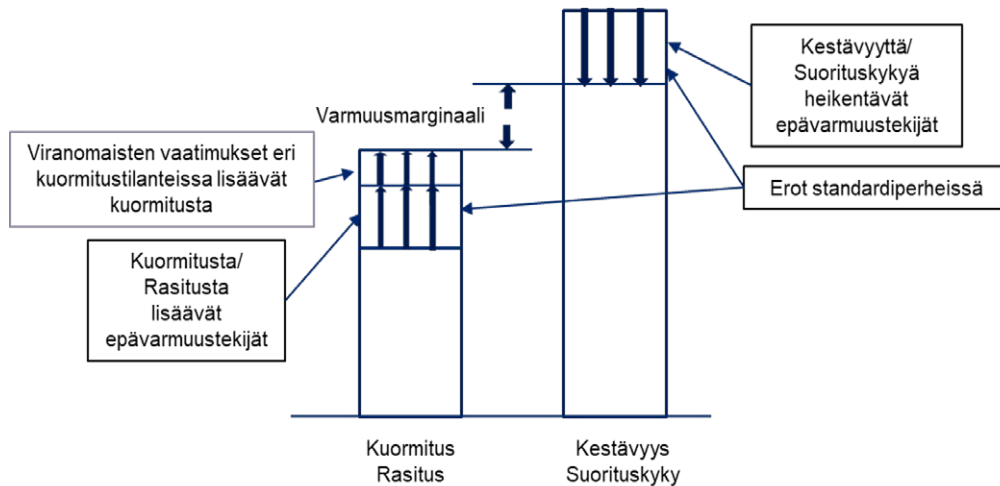 Kestävyyttä/
Suorituskykyä
heikentävät
epävarmuustekijät
Varmuusmarginaali
Viranomaisten vaatimukset eri
kuormitustilanteissa lisäävät
kuormitusta
Erot standardiperheissä
Kuormitusta/
Rasitusta
lisäävät
epävarmuustekijät
Kuormitus
Rasitus
Kestävyys
Suorituskyky